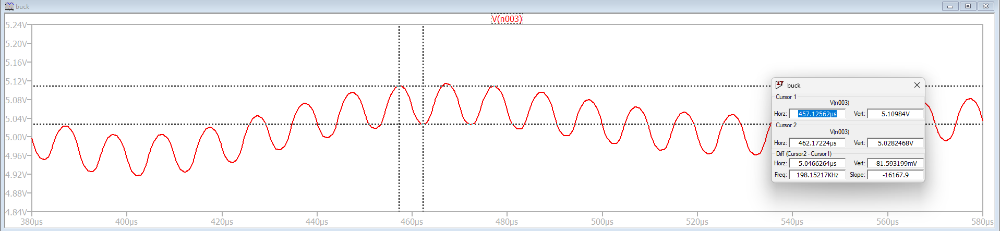 buck
V(n003)
5.24V
5.20V
5.16V
5.12V
5.08V
5.04V
5.00V
4.96V
4.92V
4.88V
4.84V
380µs 400µs 420µs 440µs 460µs 480µs 500µs 520µs 540µs 560µs 580µs
buck
Cursor 1
V(n003)
Horz: 457.12562µs Vert: 5.10984V
Cursor 2
V(n003)
Horz: 462.17224µs Vert: 5.0282468V
Diff (Cursor2 - Cursor1)
Horz: 5.0466264µs Vert: -81.593199mV
Freq: 198.15217KHz Slope: -16167.9